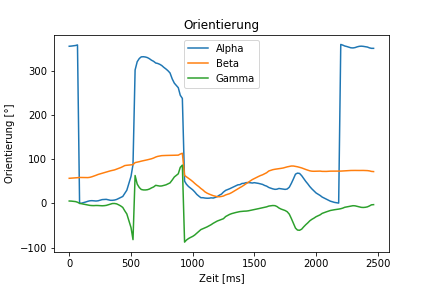 Orientierung
Alpha
Beta
Gamma
Orientierung [°]
300
200
100
0
−100
0
500
1000
1500
2000
2500
Zeit [ms]